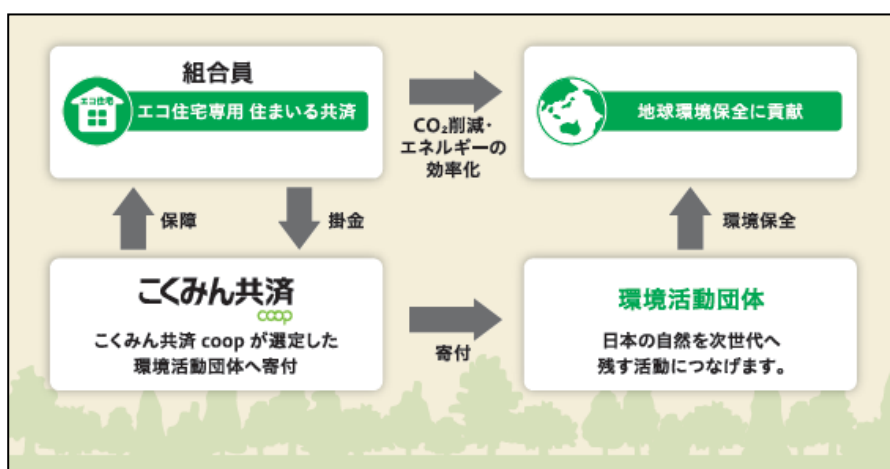 組合員
エコ住宅
エコ住宅専用 住まいる共済
CO₂削減・
エネルギーの
効率化
地球環境保全に貢献
保障
掛金
環境保全
こくみん共済
coop
こくみん共済 coop が選定した
環境活動団体へ寄付
寄付
環境活動団体
日本の自然を次世代へ
残す活動につなげます。